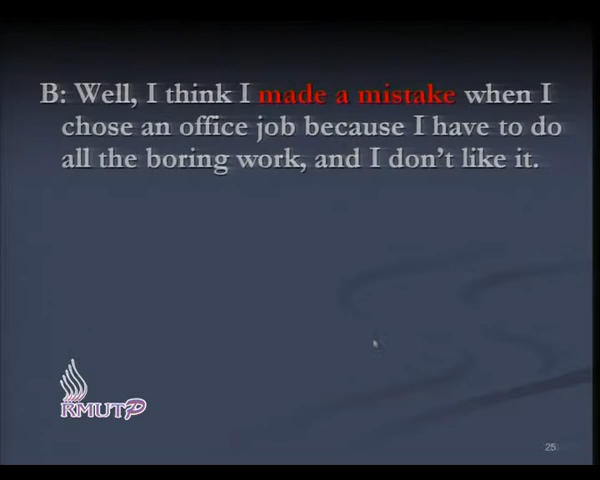 B: Well, I think I made a mistake when I
chose an office job because I have to do
all the boring work, and I don't like it.
RMUTP
25